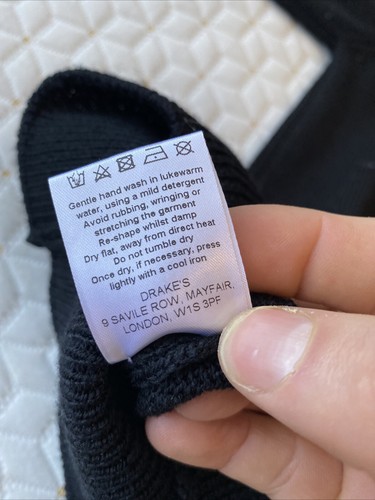 Gentle hand wash in lukewarm
water, using a mild detergent
Avoid rubbing, wringing or
stretching the garment
Re-shape whilst damp
Dry flat, away from direct heat
Do not tumble dry
Once dry, if necessary, press
lightly with a cool iron
DRAKE'S
9 SAVILE ROW, MAYFAIR,
LONDON, W1S 3PF